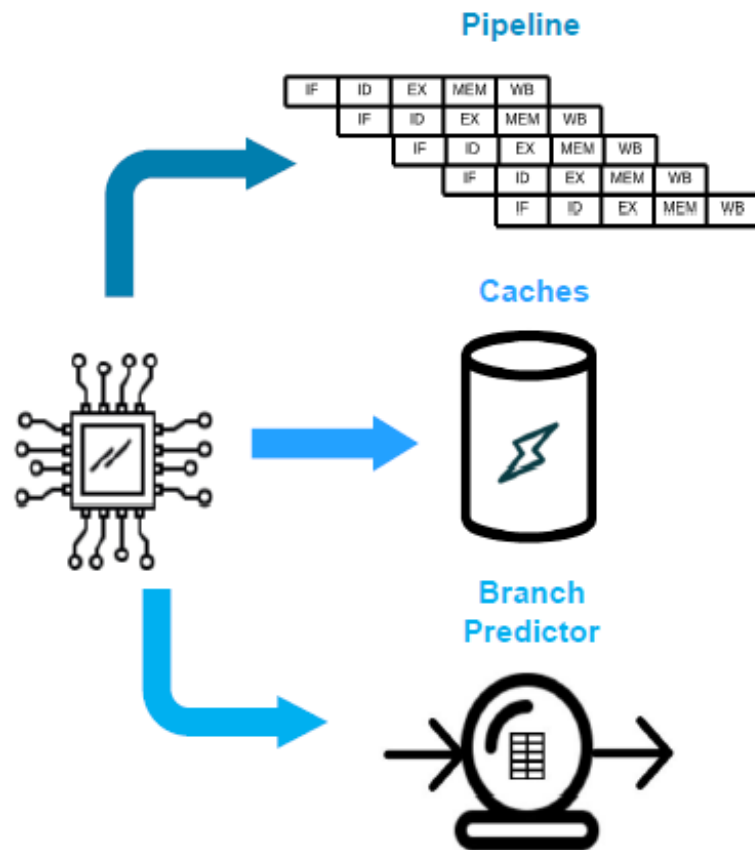 Pipeline
IF ID EX MEM WB
IF ID EX MEM WB
IF ID EX MEM WB
IF ID EX MEM WB
IF ID EX MEM WB
Caches
Branch
Predictor